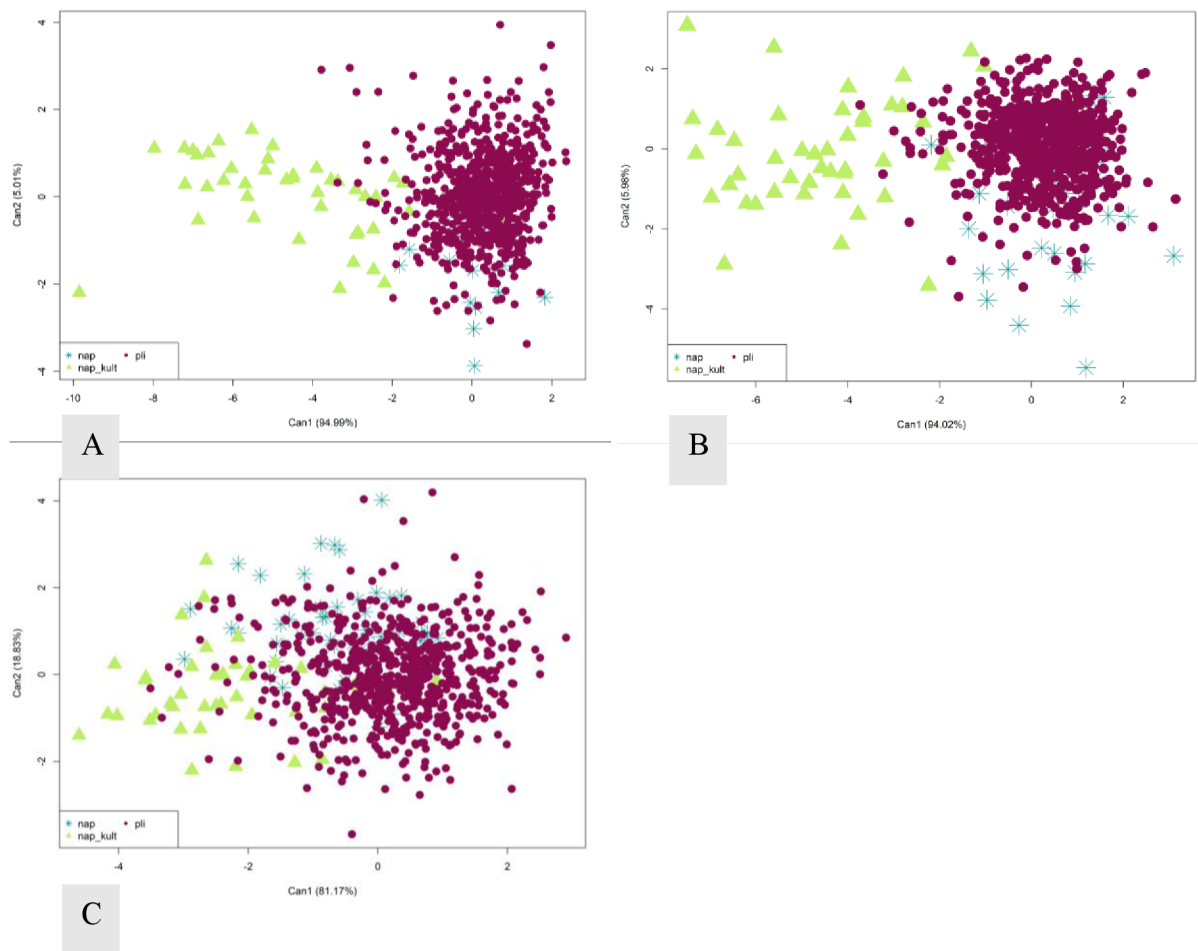 4
2
0
-2
-4
Can2 (5.01%)
nap pli
nap_kult
-10 -8 -6 -4 -2 0 2
Can1 (94.99%)
A
2
0
-2
-4
Can2 (5.98%)
nap pli
nap_kult
-6 -4 -2 0 2
Can1 (94.02%)
B
4
2
0
-2
Can2 (18.83%)
nap pli
nap_kult
-4 -2 0 2
Can1 (81.17%)
C